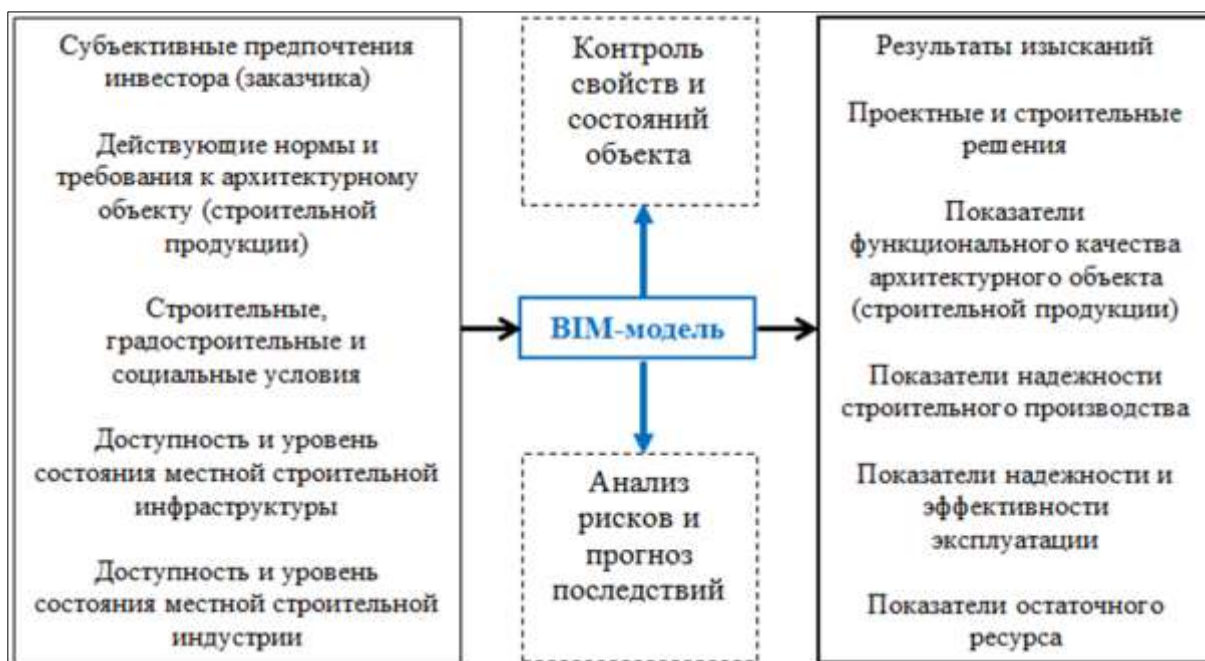 Субъективные предпочтения
инвестора (заказчика)
Действующие нормы и
требования к архитектурному
объекту (строительной
продукции)
Строительные,
градостроительные и
социальные условия
Доступность и уровень
состояния местной строительной
инфраструктуры
Доступность и уровень
состояния местной строительной
индустрии
Контроль
свойств и
состояний
объекта
BIM-модель
Анализ
рисков и
прогноз
последствий
Результаты изысканий
Проектные и строительные
решения
Показатели
функционального качества
архитектурного объекта
(строительной продукции)
Показатели надежности
строительного производства
Показатели надежности и
эффективности
эксплуатации
Показатели остаточного
ресурса